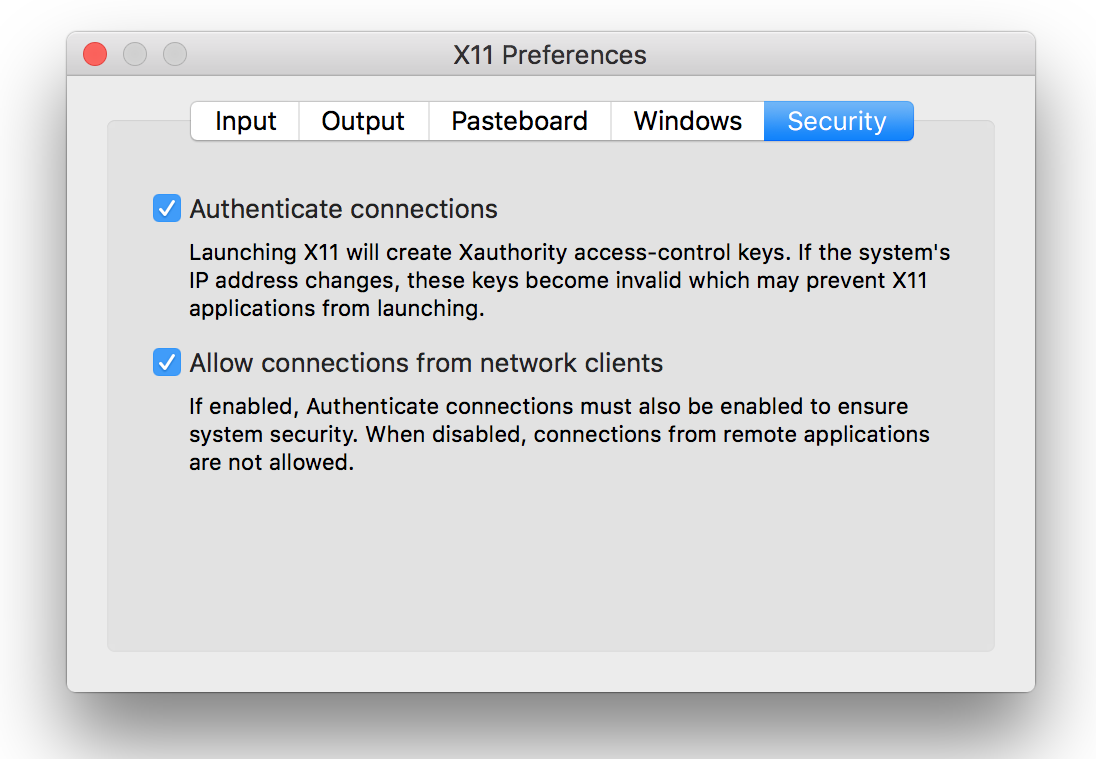 X11 Preferences
Input Output Pasteboard Windows Security
Authenticate connections
Launching X11 will create Xauthority access-control keys. If the system's
IP address changes, these keys become invalid which may prevent X11
applications from launching.
Allow connections from network clients
If enabled, Authenticate connections must also be enabled to ensure
system security. When disabled, connections from remote applications
are not allowed.